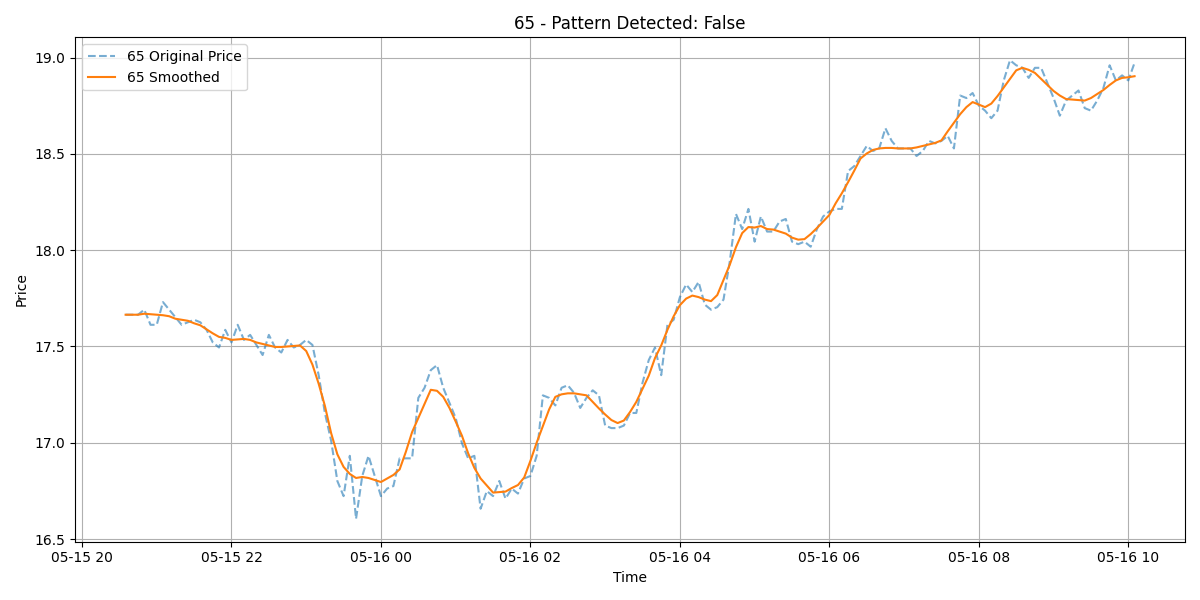 65 - Pattern Detected: False
65 Original Price
65 Smoothed
Price
19.0
18.5
18.0
17.5
17.0
16.5
05-15 20 05-15 22 05-16 00 05-16 02 05-16 04 05-16 06 05-16 08 05-16 10
Time